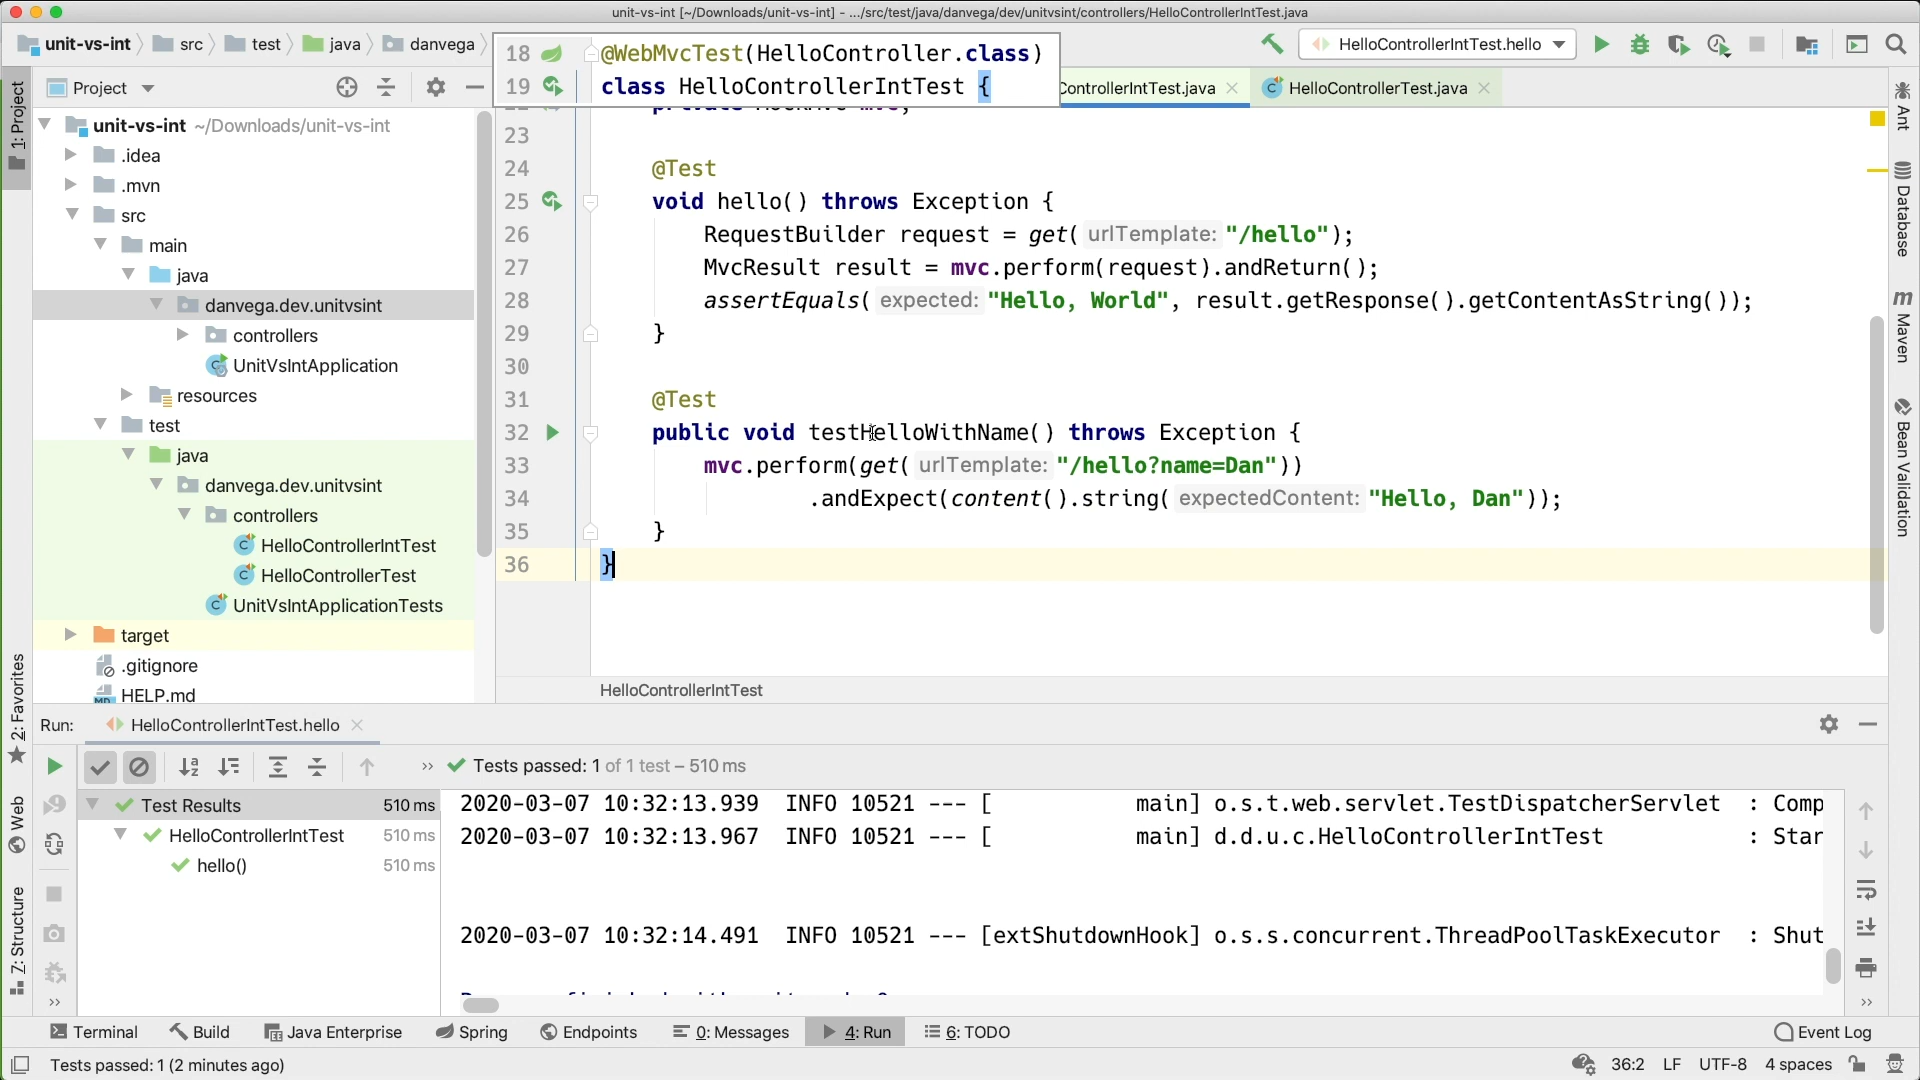 unit-vs-int [~/Downloads/unit-vs-int] - .../src/test/java/danvega/dev/unitvsint/controllers/HelloControllerIntTest.java
unit-vs-int
src
test
java
danvega
HelloControllerIntTest.hello
18 @WebMvcTest(HelloController.class)
19 class HelloControllerIntTest {
ControllerIntTest.java
HelloControllerTest.java
Project
1: Project
2: Favorites
Web
Z: Structure
unit-vs-int ~/Downloads/unit-vs-int
.idea
.mvn
src
main
java
danvega.dev.unitvsint
controllers
UnitVsIntApplication
resources
test
java
danvega.dev.unitvsint
controllers
HelloControllerIntTest
HelloControllerTest
UnitVsIntApplicationTests
target
.gitignore
HELP.md
23
24 @Test
25 void hello() throws Exception {
26 RequestBuilder request = get( urlTemplate: "/hello");
27 MvcResult result = mvc.perform(request).andReturn();
28 assertEquals( expected: "Hello, World", result.getResponse().getContentAsString());
29 }
30
31 @Test
32 public void testHelloWithName() throws Exception {
33 mvc.perform(get( urlTemplate: "/hello?name=Dan"))
34 .andExpect(content().string( expectedContent: "Hello, Dan"));
35 }
36 }
HelloControllerIntTest
Ant
Database
Maven
Bean Validation
Run: HelloControllerIntTest.hello
Tests passed: 1 of 1 test – 510 ms
Test Results 510 ms
HelloControllerIntTest 510 ms
hello() 510 ms
2020-03-07 10:32:13.939 INFO 10521 --- [ main] o.s.t.web.servlet.TestDispatcherServlet : Comp
2020-03-07 10:32:13.967 INFO 10521 --- [ main] d.d.u.c.HelloControllerIntTest : Star
2020-03-07 10:32:14.491 INFO 10521 --- [extShutdownHook] o.s.s.concurrent.ThreadPoolTaskExecutor : Shut
Terminal
Build
Java Enterprise
Spring
Endpoints
0: Messages
4: Run
6: TODO
Event Log
Tests passed: 1 (2 minutes ago)
36:2 LF UTF-8 4 spaces